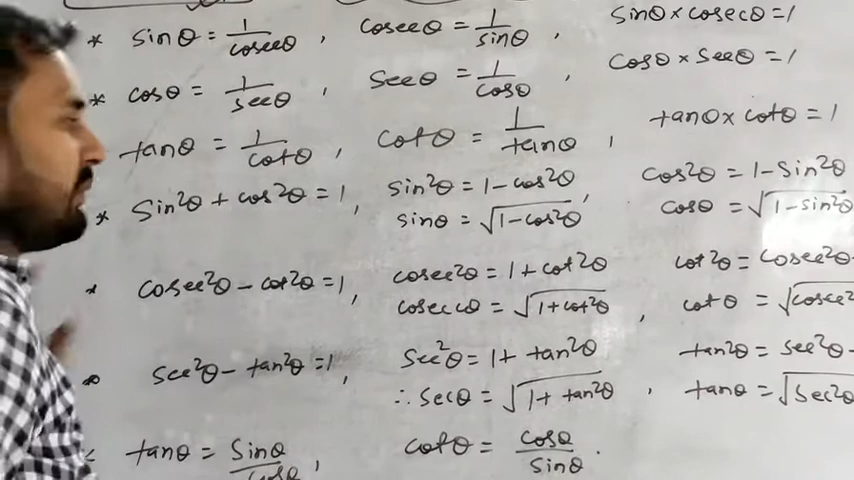 * sinθ = 1/cosecθ , cosecθ = 1/sinθ , sinθ × cosecθ = 1
* cosθ = 1/secθ , secθ = 1/cosθ , cosθ × secθ = 1
tanθ = 1/cotθ , cotθ = 1/tanθ , tanθ × cotθ = 1
* sin²θ + cos²θ = 1 , sin²θ = 1 - cos²θ , cos²θ = 1 - sin²θ
sinθ = √(1 - cos²θ) cosθ = √(1 - sin²θ)
* cosec²θ - cot²θ = 1 , cosec²θ = 1 + cot²θ cot²θ = cosec²θ -
cosecθ = √(1 + cot²θ) , cotθ = √cosec²
* sec²θ - tan²θ = 1 , sec²θ = 1 + tan²θ tan²θ = sec²θ -
∴ secθ = √(1 + tan²θ) , tanθ = √sec²θ
tanθ = sinθ/cosθ , cotθ = cosθ/sinθ .